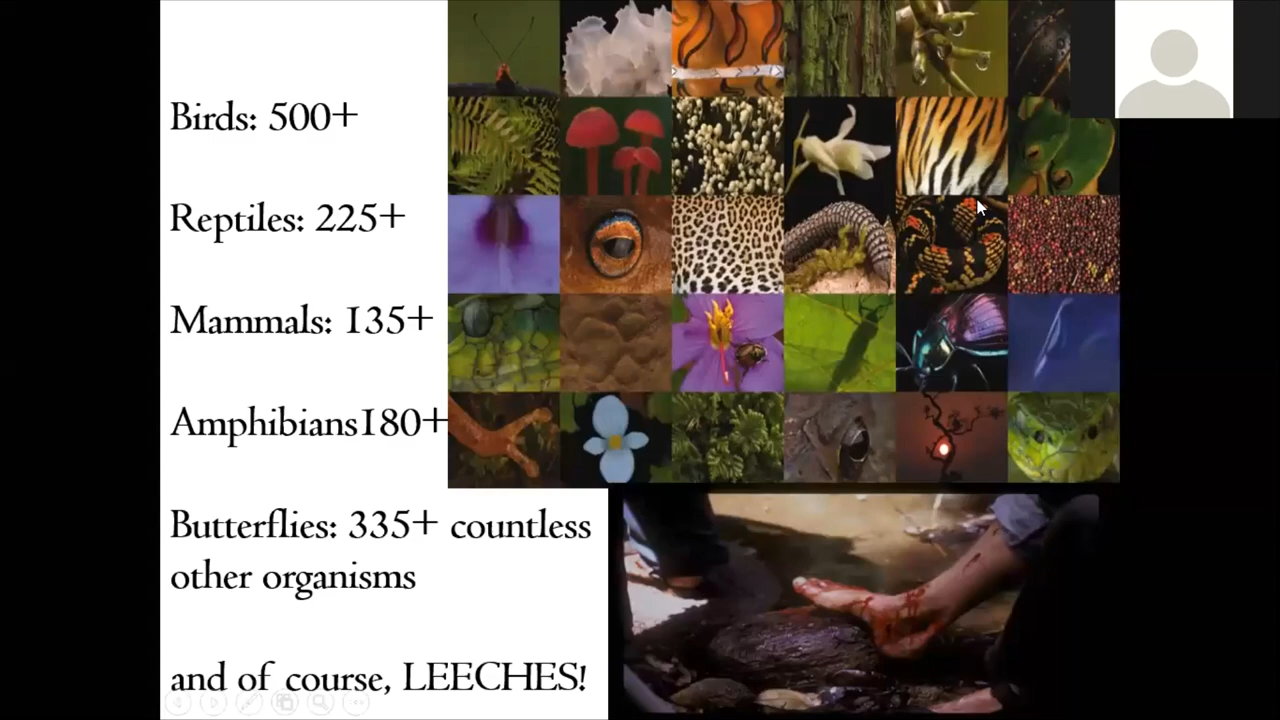 Birds: 500+
Reptiles: 225+
Mammals: 135+
Amphibians180+
Butterflies: 335+ countless
other organisms
and of course, LEECHES!